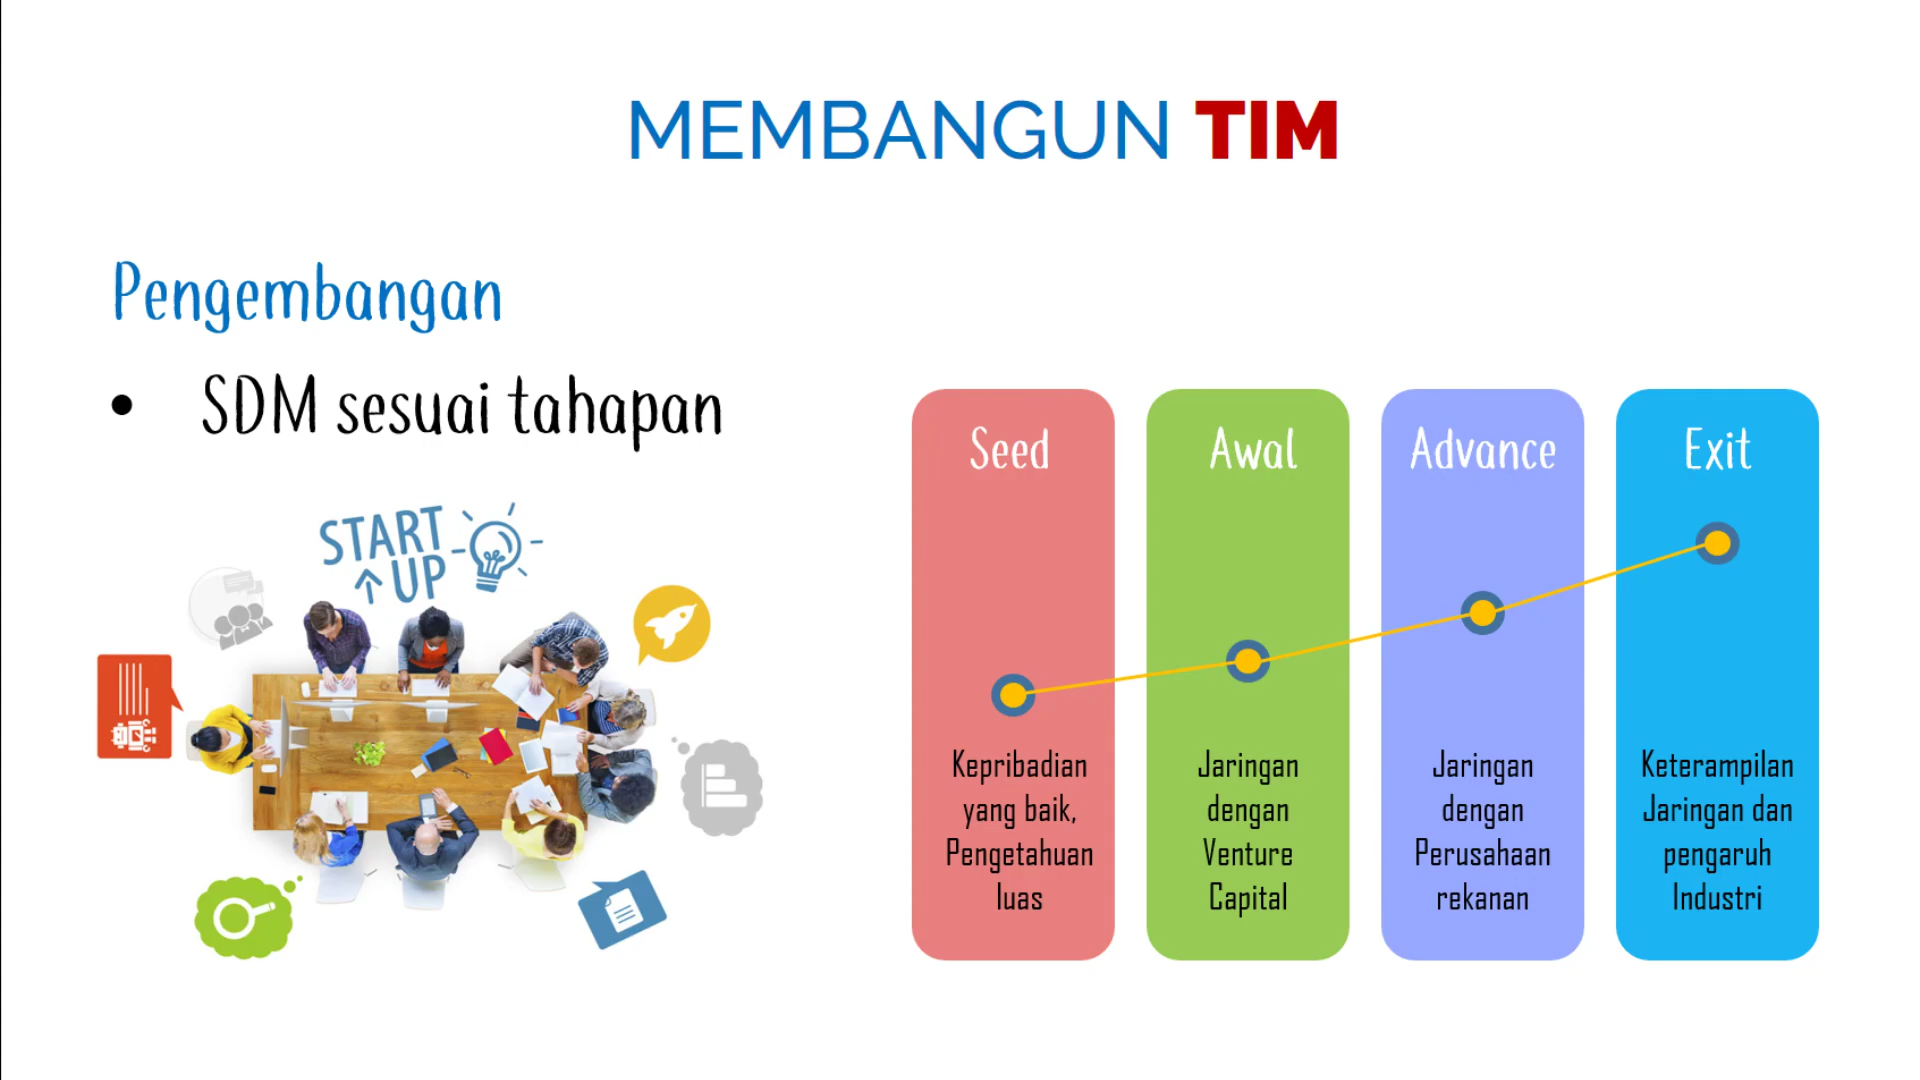 MEMBANGUN TIM
Pengembangan
• SDM sesuai tahapan
START
UP
Seed
Kepribadian
yang baik,
Pengetahuan
luas
Awal
Jaringan
dengan
Venture
Capital
Advance
Jaringan
dengan
Perusahaan
rekanan
Exit
Keterampilan
Jaringan dan
pengaruh
Industri